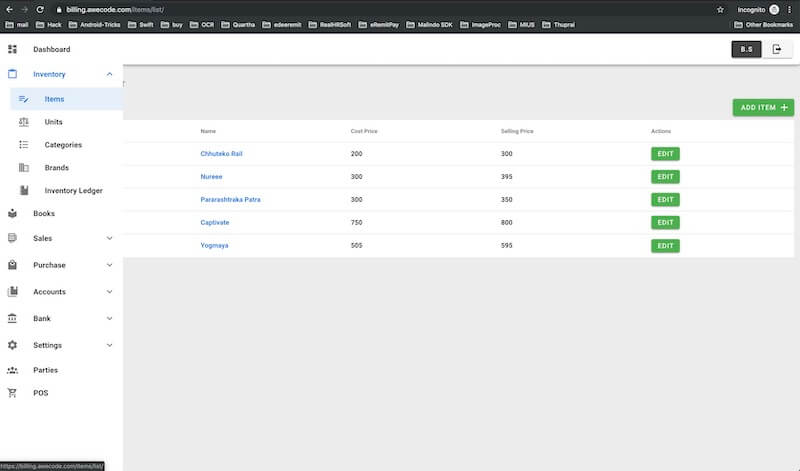 billing.awecode.com/items/list/
Incognito
mail Hack Android-Tricks Swift buy OCR Quartha edeeremit RealHRSoft eRemitPay Malindo SDK ImageProc MIUS Thuprai Other Bookmarks
Dashboard
B.S
Inventory
Items
ADD ITEM +
Units
Name Cost Price Selling Price Actions
Categories
Chhuteko Rail 200 300 EDIT
Brands
Nureee 300 395 EDIT
Inventory Ledger
Pararashtraka Patra 300 350 EDIT
Books
Captivate 750 800 EDIT
Sales
Yogmaya 505 595 EDIT
Purchase
Accounts
Bank
Settings
Parties
POS
https://billing.awecode.com/items/list/